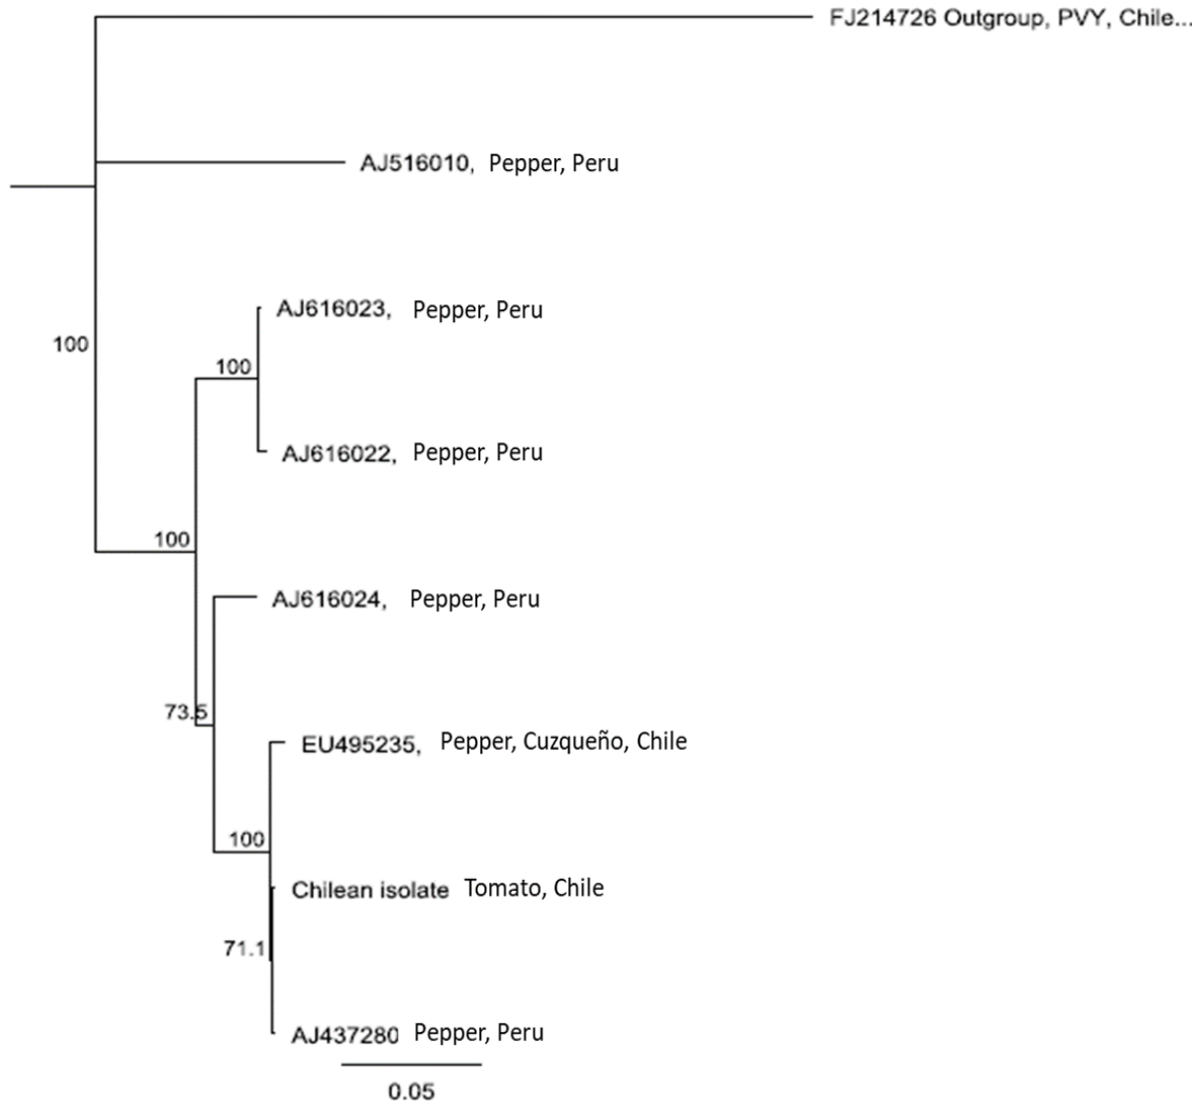 FJ214726 Outgroup, PVY, Chile...
AJ516010, Pepper, Peru
AJ616023, Pepper, Peru
100
100
AJ616022, Pepper, Peru
100
AJ616024, Pepper, Peru
73.5
EU495235, Pepper, Cuzqueño, Chile
100
Chilean isolate Tomato, Chile
71.1
AJ437280 Pepper, Peru
0.05